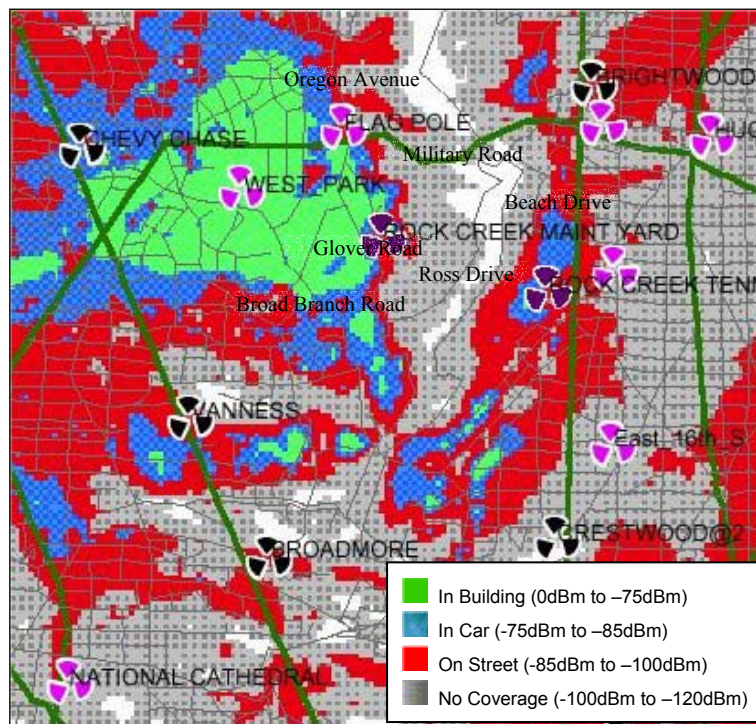 Oregon Avenue
BRIGHTWOOD
FLAG POLE
CHEVY CHASE
Military Road
WEST_PARK
Beach Drive
ROCK CREEK MAINT YARD
Glover Road
Ross Drive
ROCK CREEK TENN
Broad Branch Road
VANNESS
East_16th_S
CRESTWOOD@2
BROADMORE
NATIONAL CATHEDRAL
In Building (0dBm to –75dBm)
In Car (-75dBm to –85dBm)
On Street (-85dBm to –100dBm)
No Coverage (-100dBm to –120dBm)